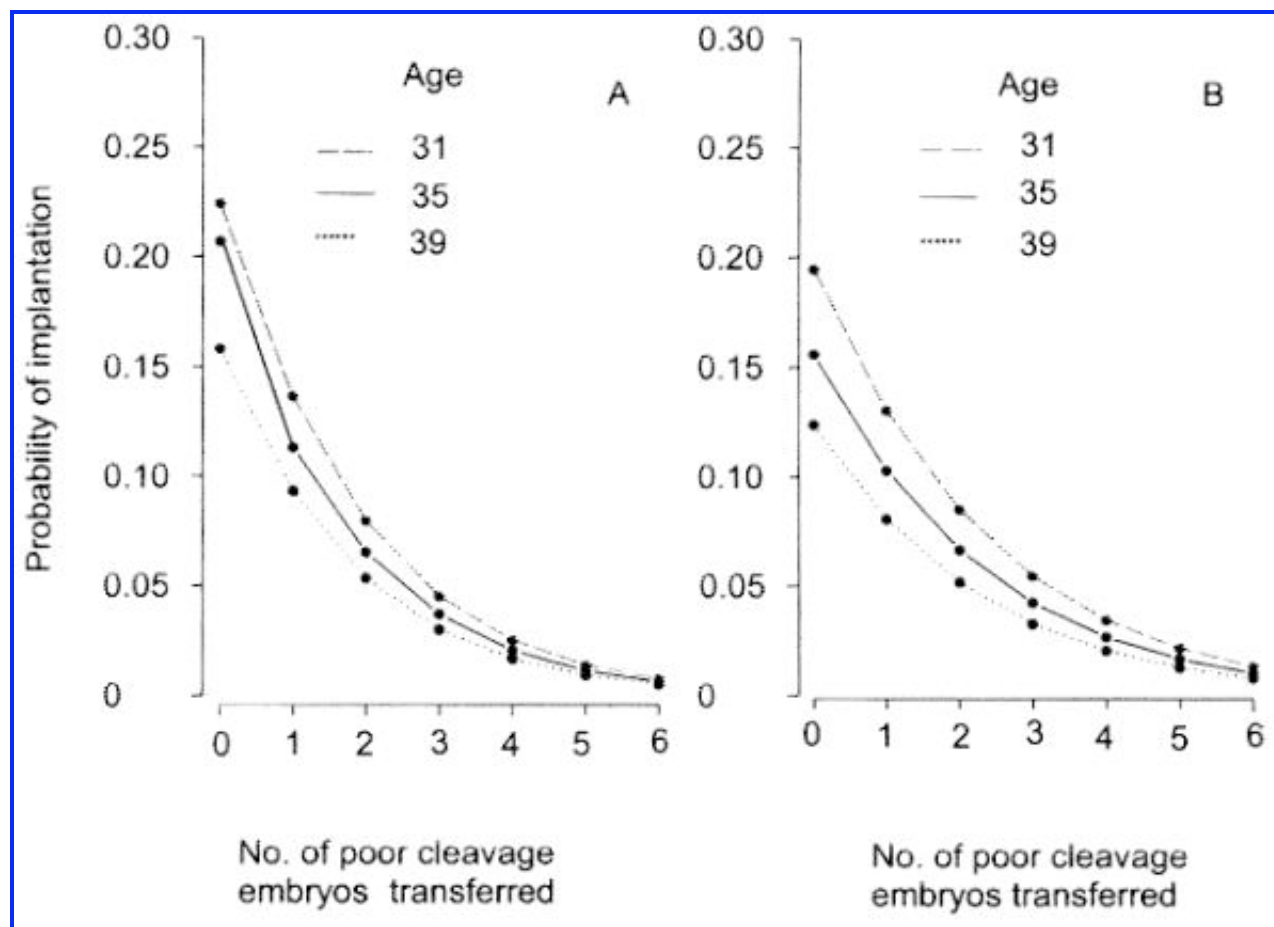 Probability of implantation
0.30
0.25
0.20
0.15
0.10
0.05
0
Age
A
31
35
39
0 1 2 3 4 5 6
No. of poor cleavage
embryos transferred
0.30
0.25
0.20
0.15
0.10
0.05
0
Age
B
31
35
39
0 1 2 3 4 5 6
No. of poor cleavage
embryos transferred